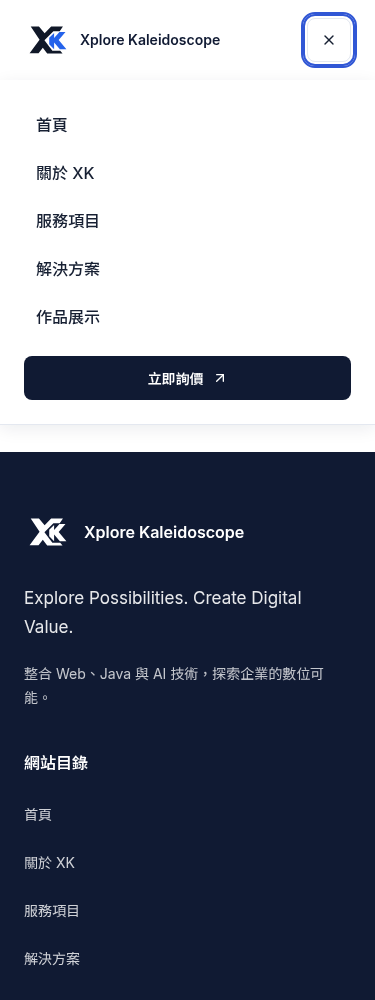 Xplore Kaleidoscope
首頁
關於 XK
服務項目
解決方案
作品展示
立即詢價
Xplore Kaleidoscope
Explore Possibilities. Create Digital
Value.
整合 Web、Java 與 AI 技術，探索企業的數位可
能。
網站目錄
首頁
關於 XK
服務項目
解決方案